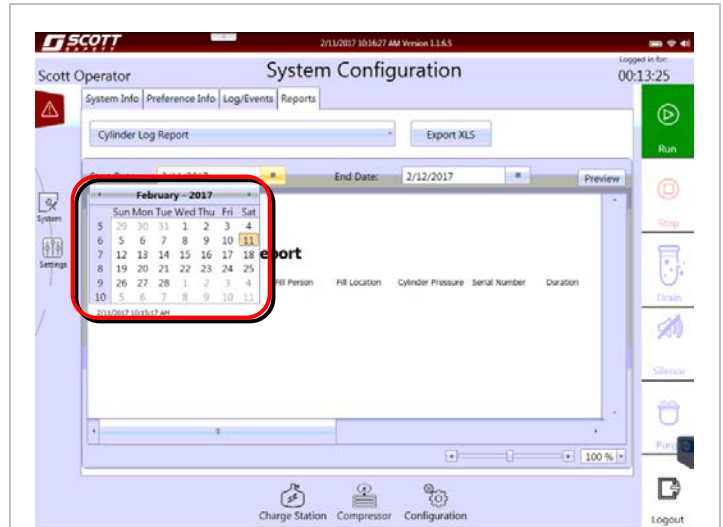 SCOTT
SAFETY
2/11/2017 10:16:27 AM Version 1.1.6.5
Scott Operator
System Configuration
Logged in for:
00:13:25
System Info Preference Info Log/Events Reports
Cylinder Log Report
Export XLS
Run
End Date:
2/12/2017
Preview
February - 2017
Sun Mon Tue Wed Thu Fri Sat
5 29 30 31 1 2 3 4
6 5 6 7 8 9 10 11
7 12 13 14 15 16 17 18
8 19 20 21 22 23 24 25
9 26 27 28 1 2 3 4
10 5 6 7 8 9 10 11
2/11/2017 10:15:17 AM
port
Fill Person Fill Location Cylinder Pressure Serial Number Duration
System
Settings
Stop
Drain
Silence
100 %
Charge Station Compressor Configuration
Logout